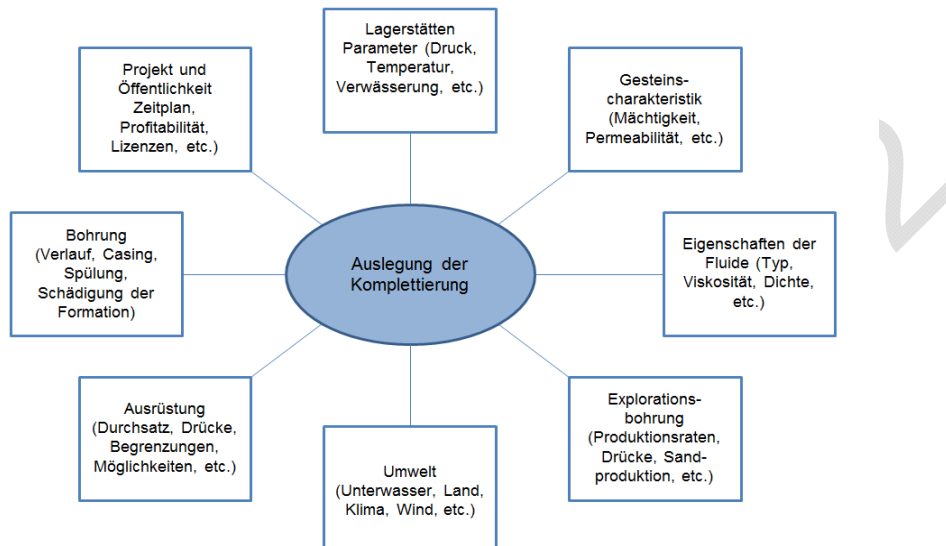 Lagerstätten
Parameter (Druck,
Temperatur,
Verwässerung, etc.)
Projekt und
Öffentlichkeit
Zeitplan,
Profitabilität,
Lizenzen, etc.)
Gesteins-
charakteristik
(Mächtigkeit,
Permeabilität, etc.)
Bohrung
(Verlauf, Casing,
Spülung,
Schädigung der
Formation)
Auslegung der
Komplettierung
Eigenschaften der
Fluide (Typ,
Viskosität, Dichte,
etc.)
Ausrüstung
(Durchsatz, Drücke,
Begrenzungen,
Möglichkeiten, etc.)
Umwelt
(Unterwasser, Land,
Klima, Wind, etc.)
Explorations-
bohrung
(Produktionsraten,
Drücke, Sand-
produktion, etc.)